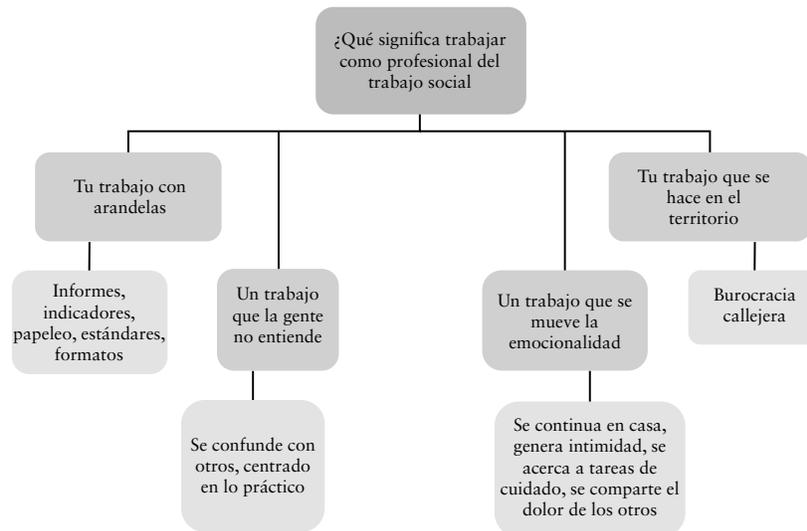 ¿Qué significa trabajar
como profesional del
trabajo social
Tu trabajo con
arandelas
Informes,
indicadores,
papeleo, estándares,
formatos
Un trabajo
que la gente
no entiende
Se confunde con
otros, centrado
en lo práctico
Un trabajo que se
mueve la
emocionalidad
Se continua en casa,
genera intimidad, se
acerca a tareas de
cuidado, se comparte el
dolor de los otros
Tu trabajo que se
hace en el
territorio
Burocracia
callejera